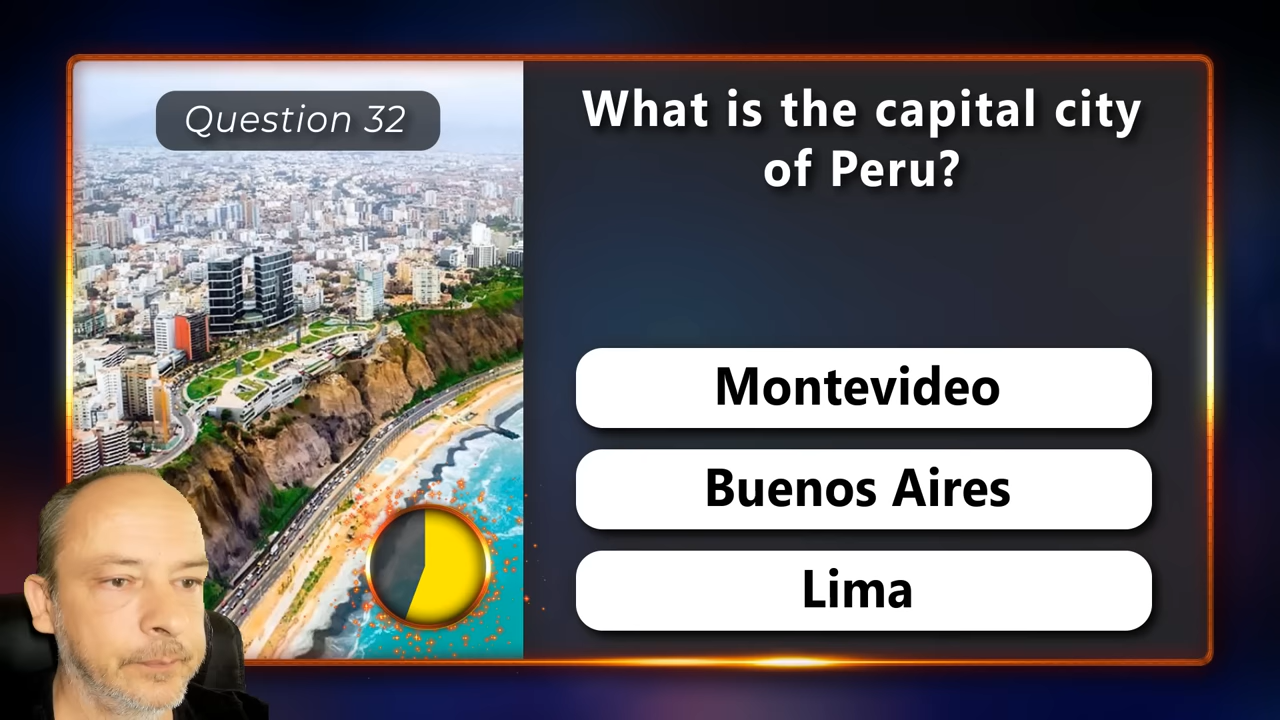 Question 32
What is the capital city
of Peru?
Montevideo
Buenos Aires
Lima